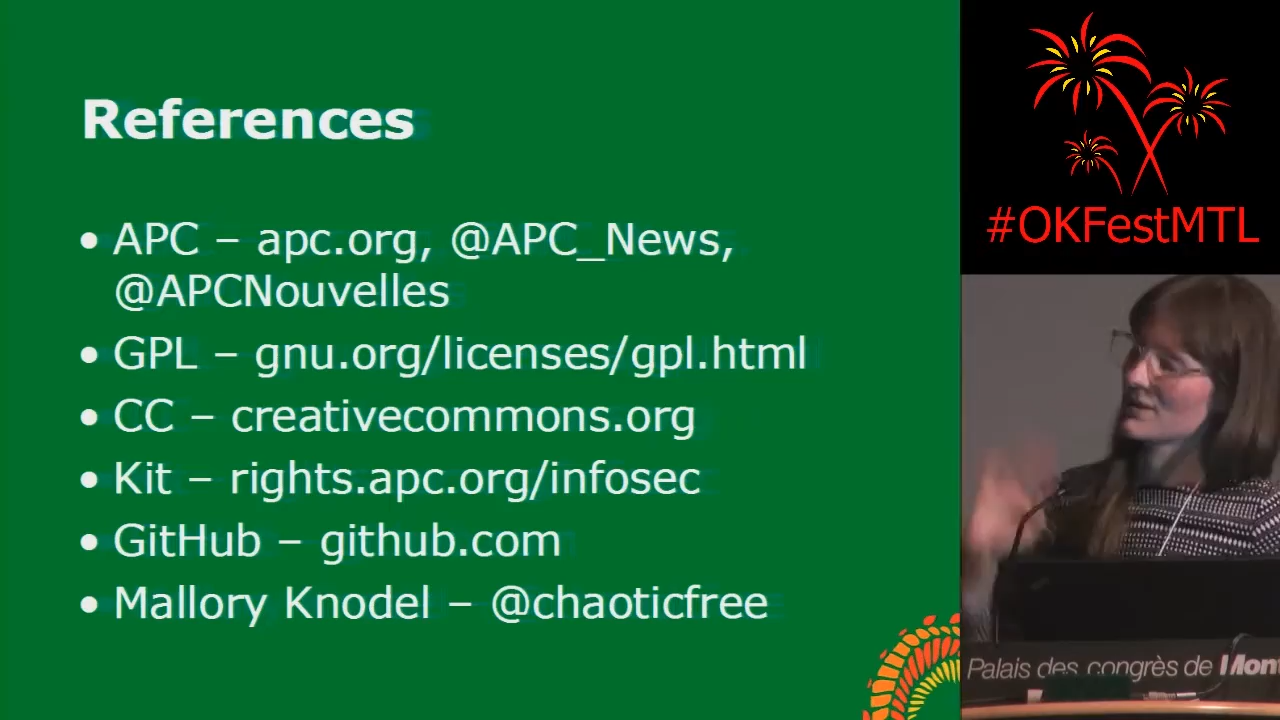 References
• APC – apc.org, @APC_News,
@APCNouvelles
• GPL – gnu.org/licenses/gpl.html
• CC – creativecommons.org
• Kit – rights.apc.org/infosec
• GitHub – github.com
• Mallory Knodel – @chaoticfree
#OKFestMTL
Palais des congrès de